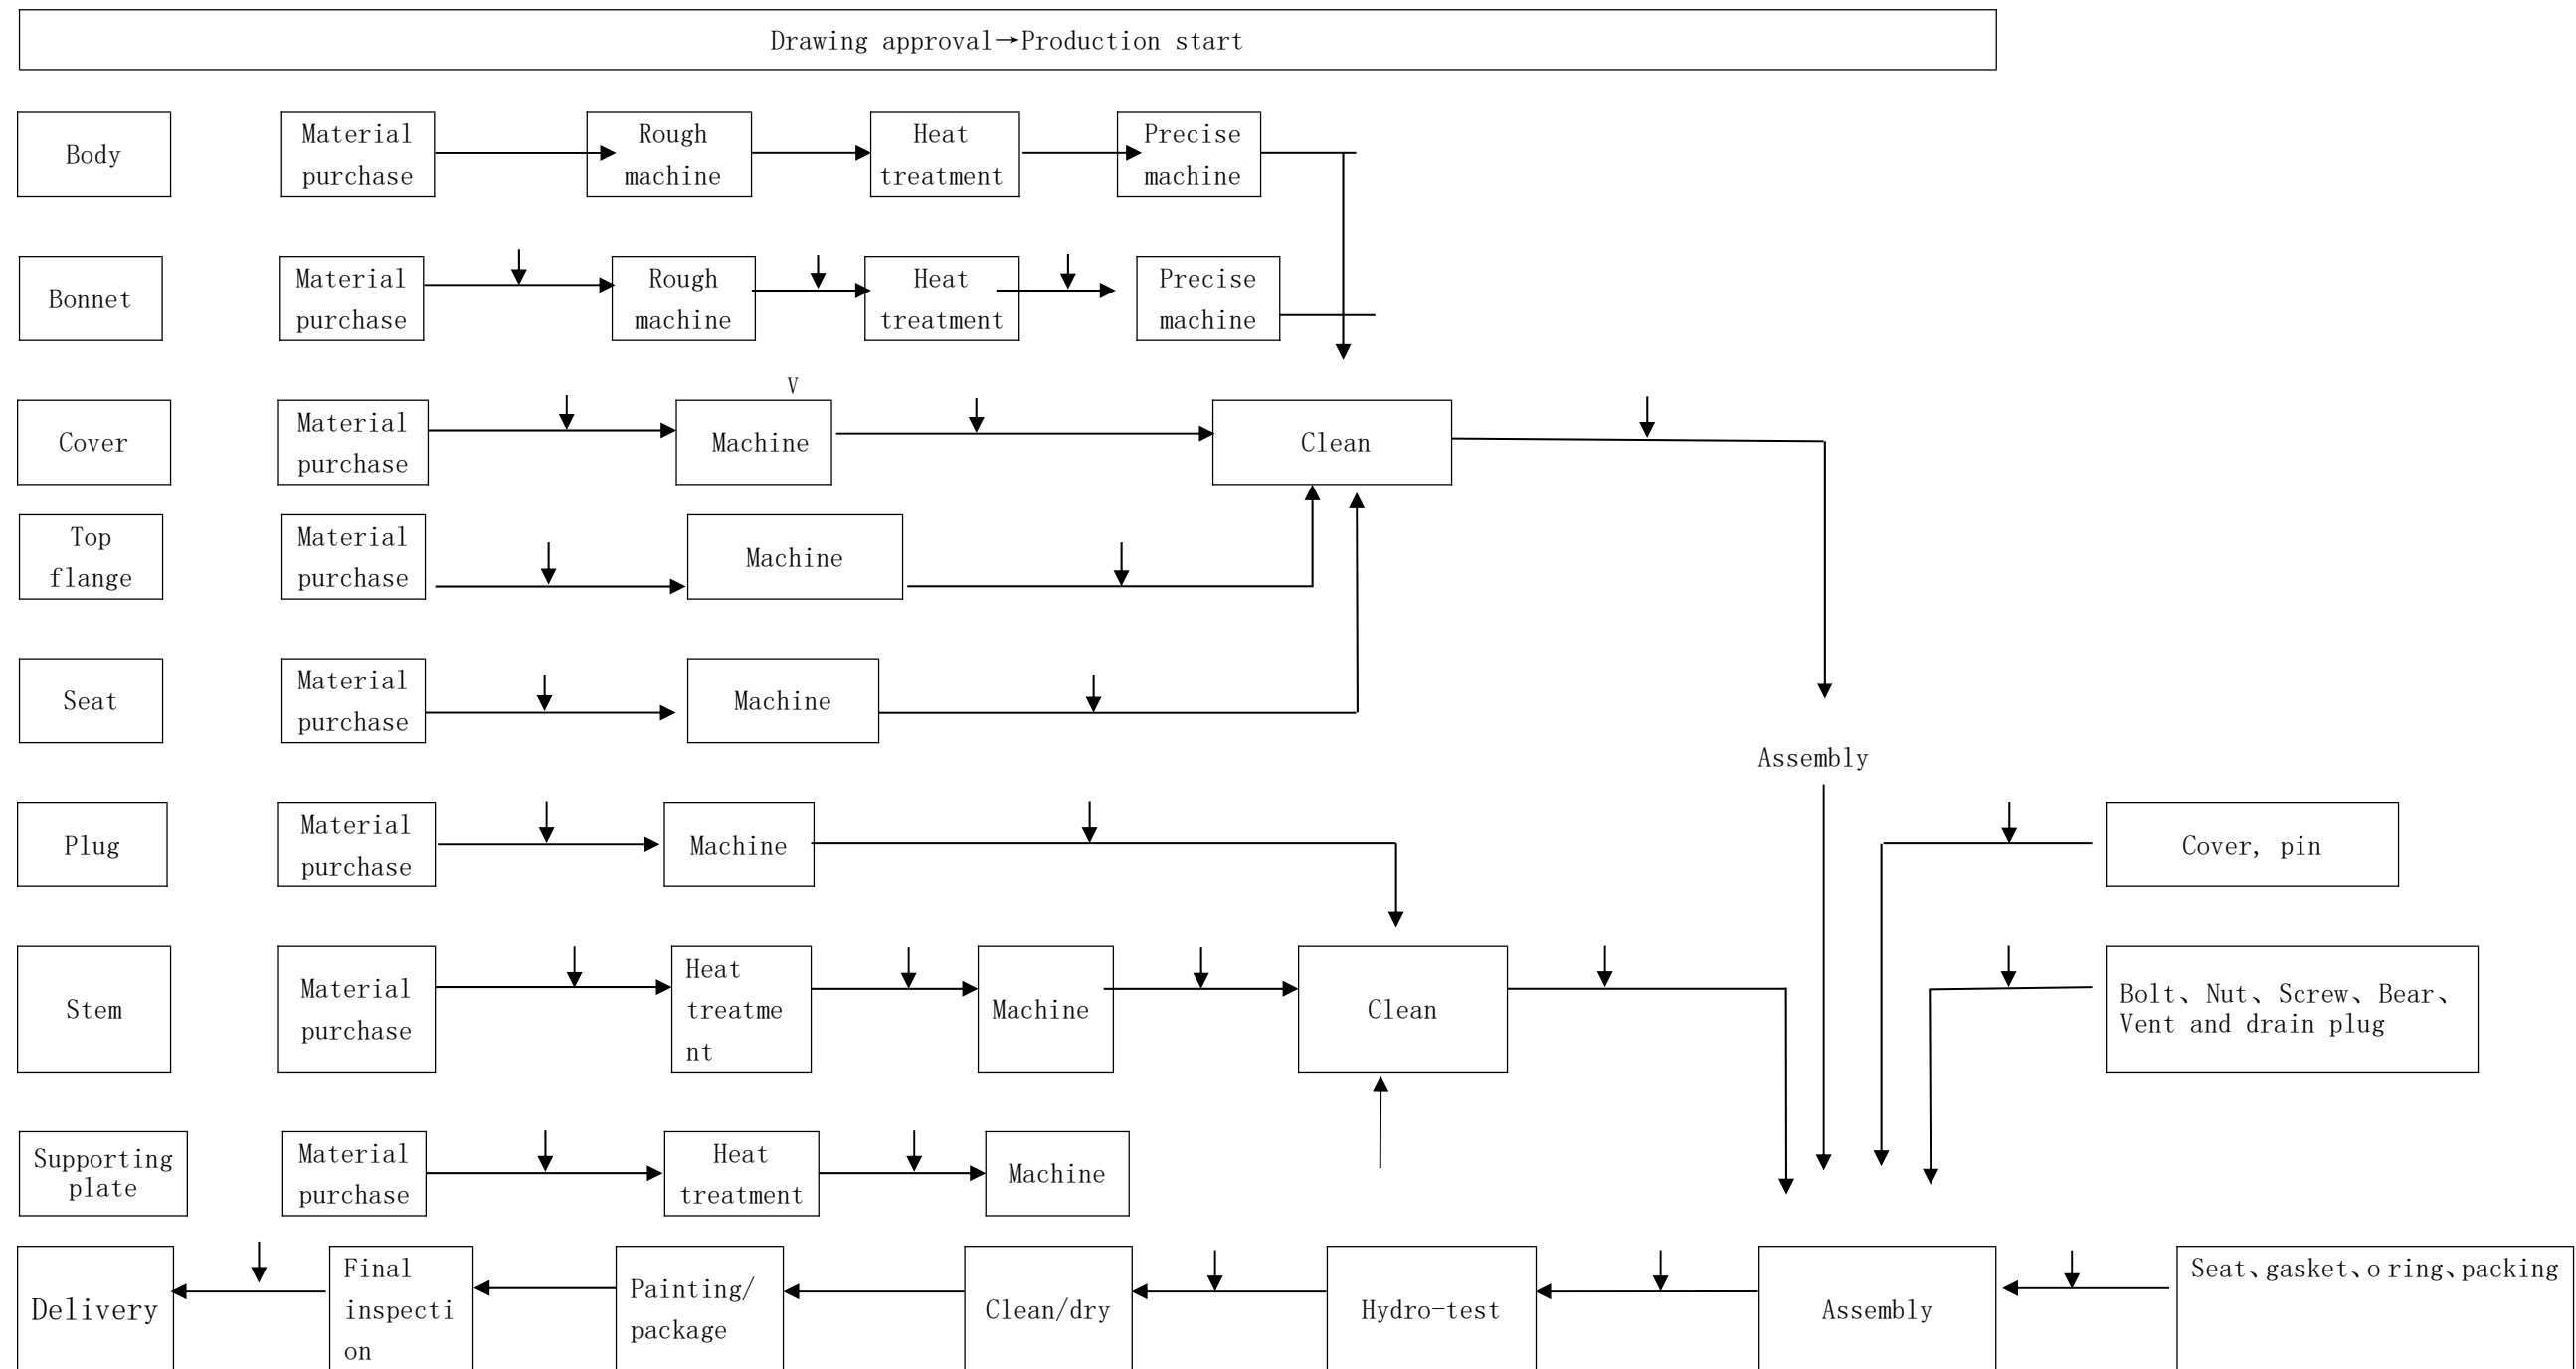 Drawing approval→Production start
Body
Material
purchase
Rough
machine
Heat
treatment
Precise
machine
Bonnet
Material
purchase
Rough
machine
Heat
treatment
Precise
machine
V
Cover
Material
purchase
Machine
Clean
Top
flange
Material
purchase
Machine
Seat
Material
purchase
Machine
Assembly
Plug
Material
purchase
Machine
Cover, pin
Stem
Material
purchase
Heat
treatme
nt
Machine
Clean
Bolt、Nut、Screw、Bear、
Vent and drain plug
Supporting
plate
Material
purchase
Heat
treatment
Machine
Delivery
Final
inspecti
on
Painting/
package
Clean/dry
Hydro-test
Assembly
Seat、gasket、o ring、packing